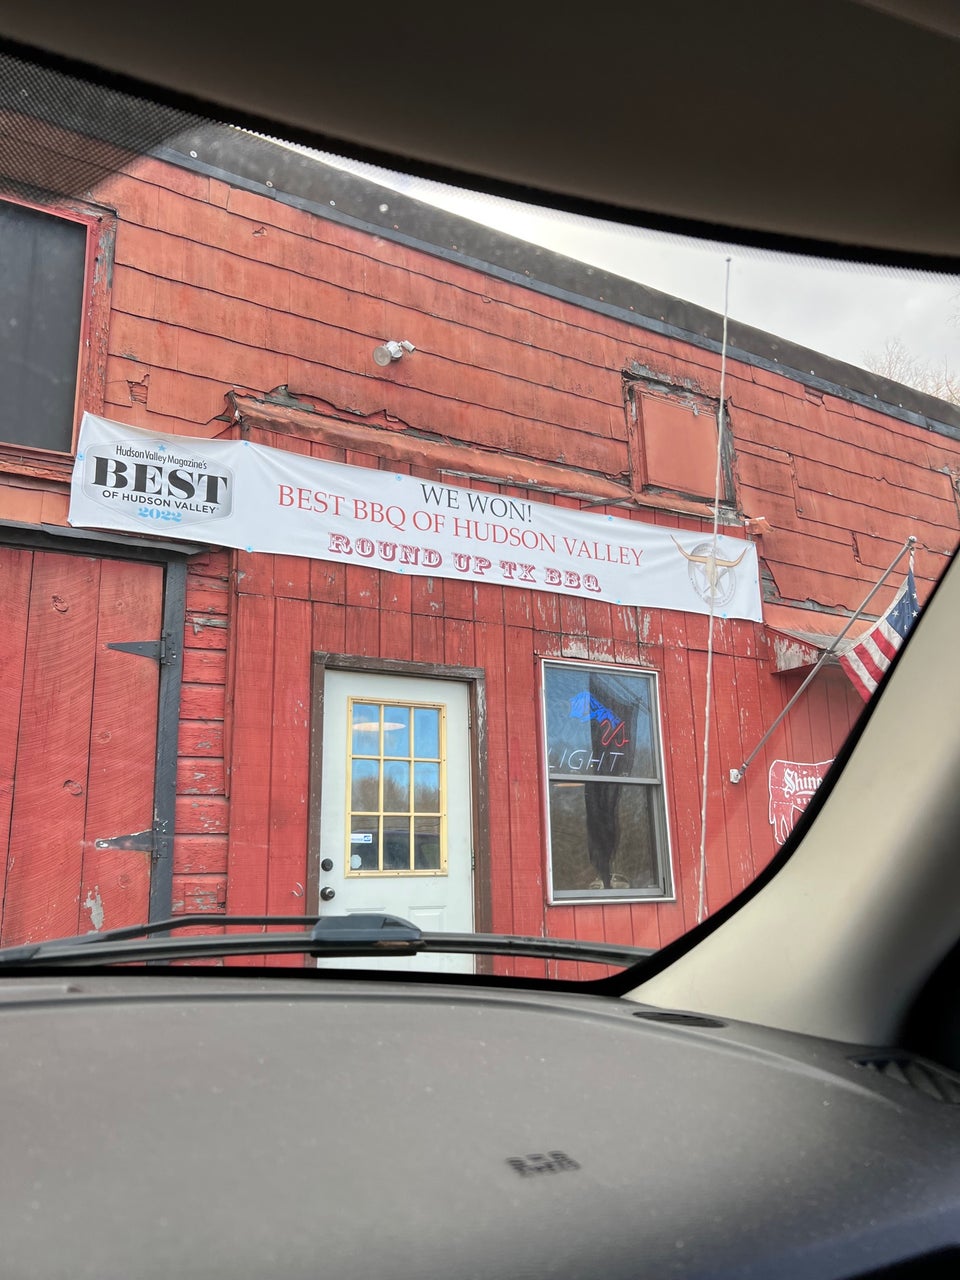 Hudson Valley Magazine's
BEST
OF HUDSON VALLEY
2022
WE WON!
BEST BBQ OF HUDSON VALLEY
ROUND UP TX BBQ
LIGHT